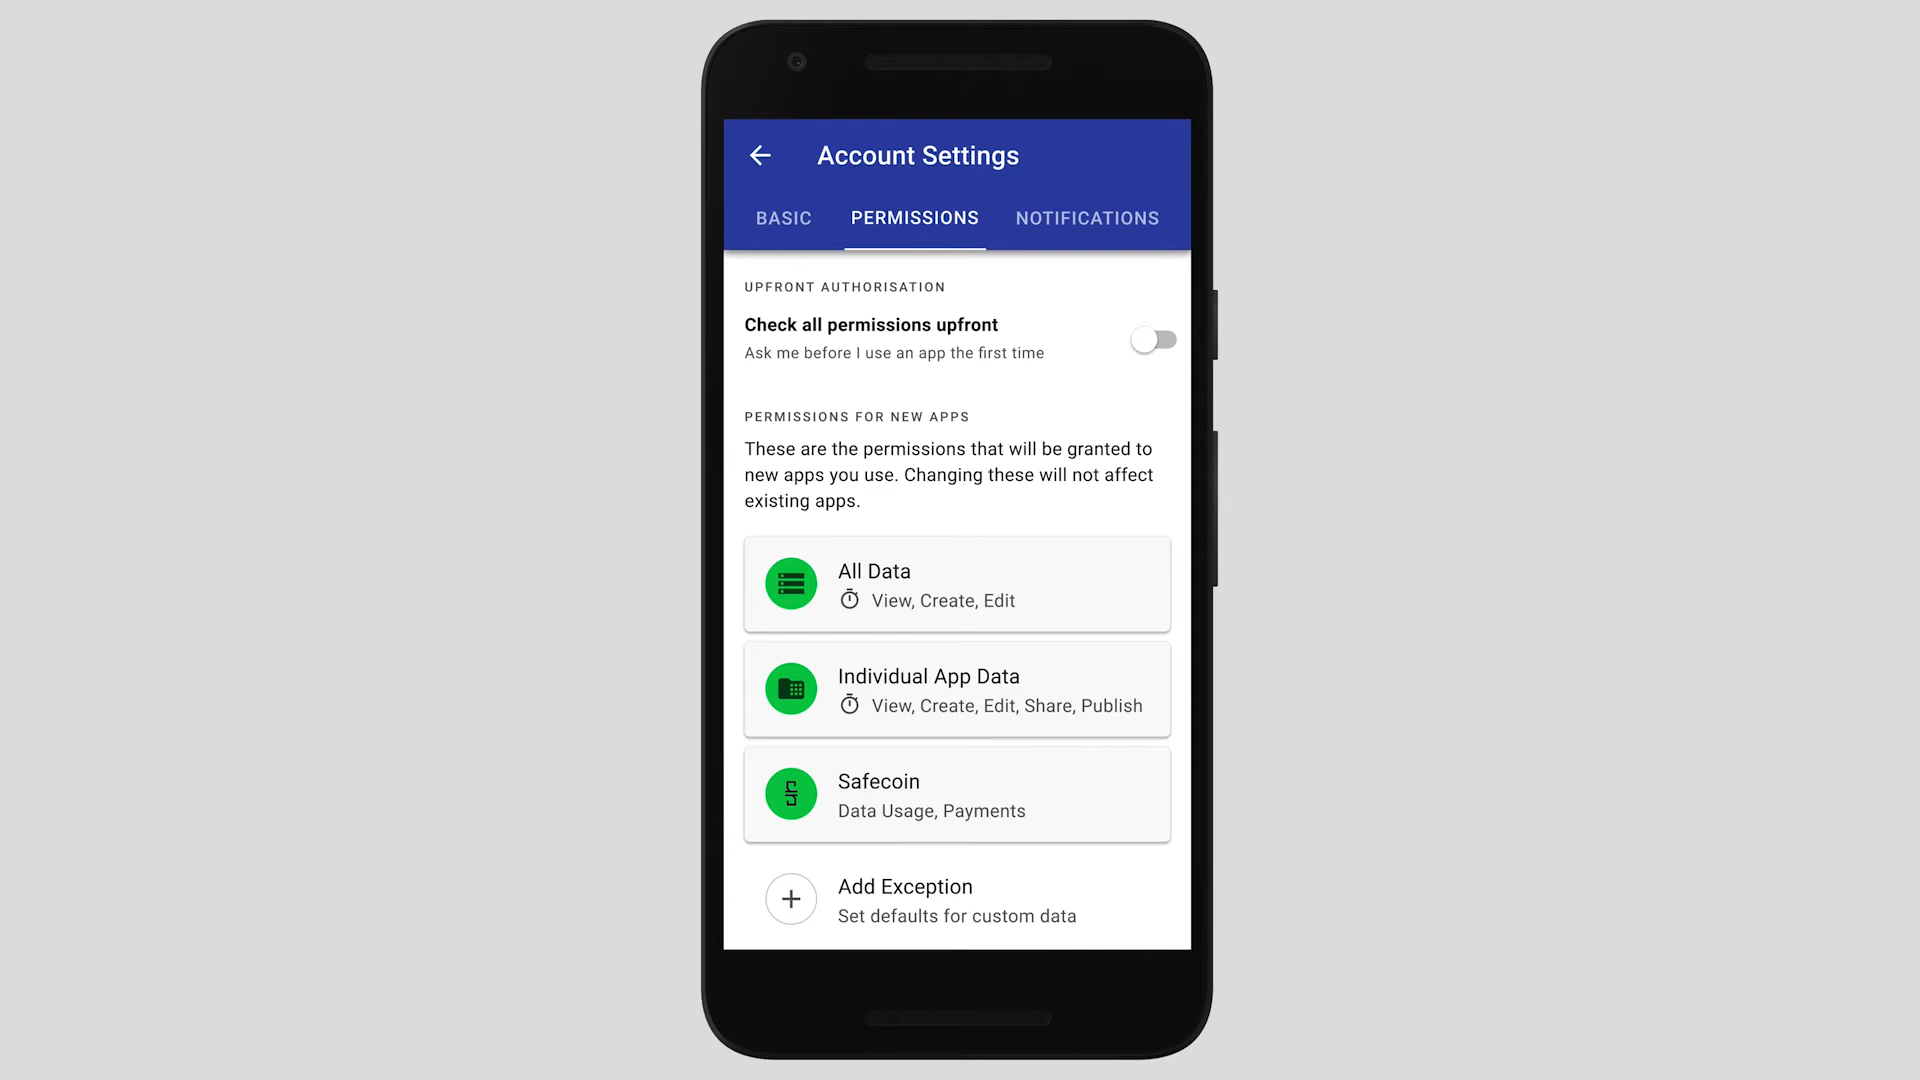 Account Settings
BASIC PERMISSIONS NOTIFICATIONS
UPFRONT AUTHORISATION
Check all permissions upfront
Ask me before I use an app the first time
PERMISSIONS FOR NEW APPS
These are the permissions that will be granted to
new apps you use. Changing these will not affect
existing apps.
All Data
View, Create, Edit
Individual App Data
View, Create, Edit, Share, Publish
Safecoin
Data Usage, Payments
Add Exception
Set defaults for custom data